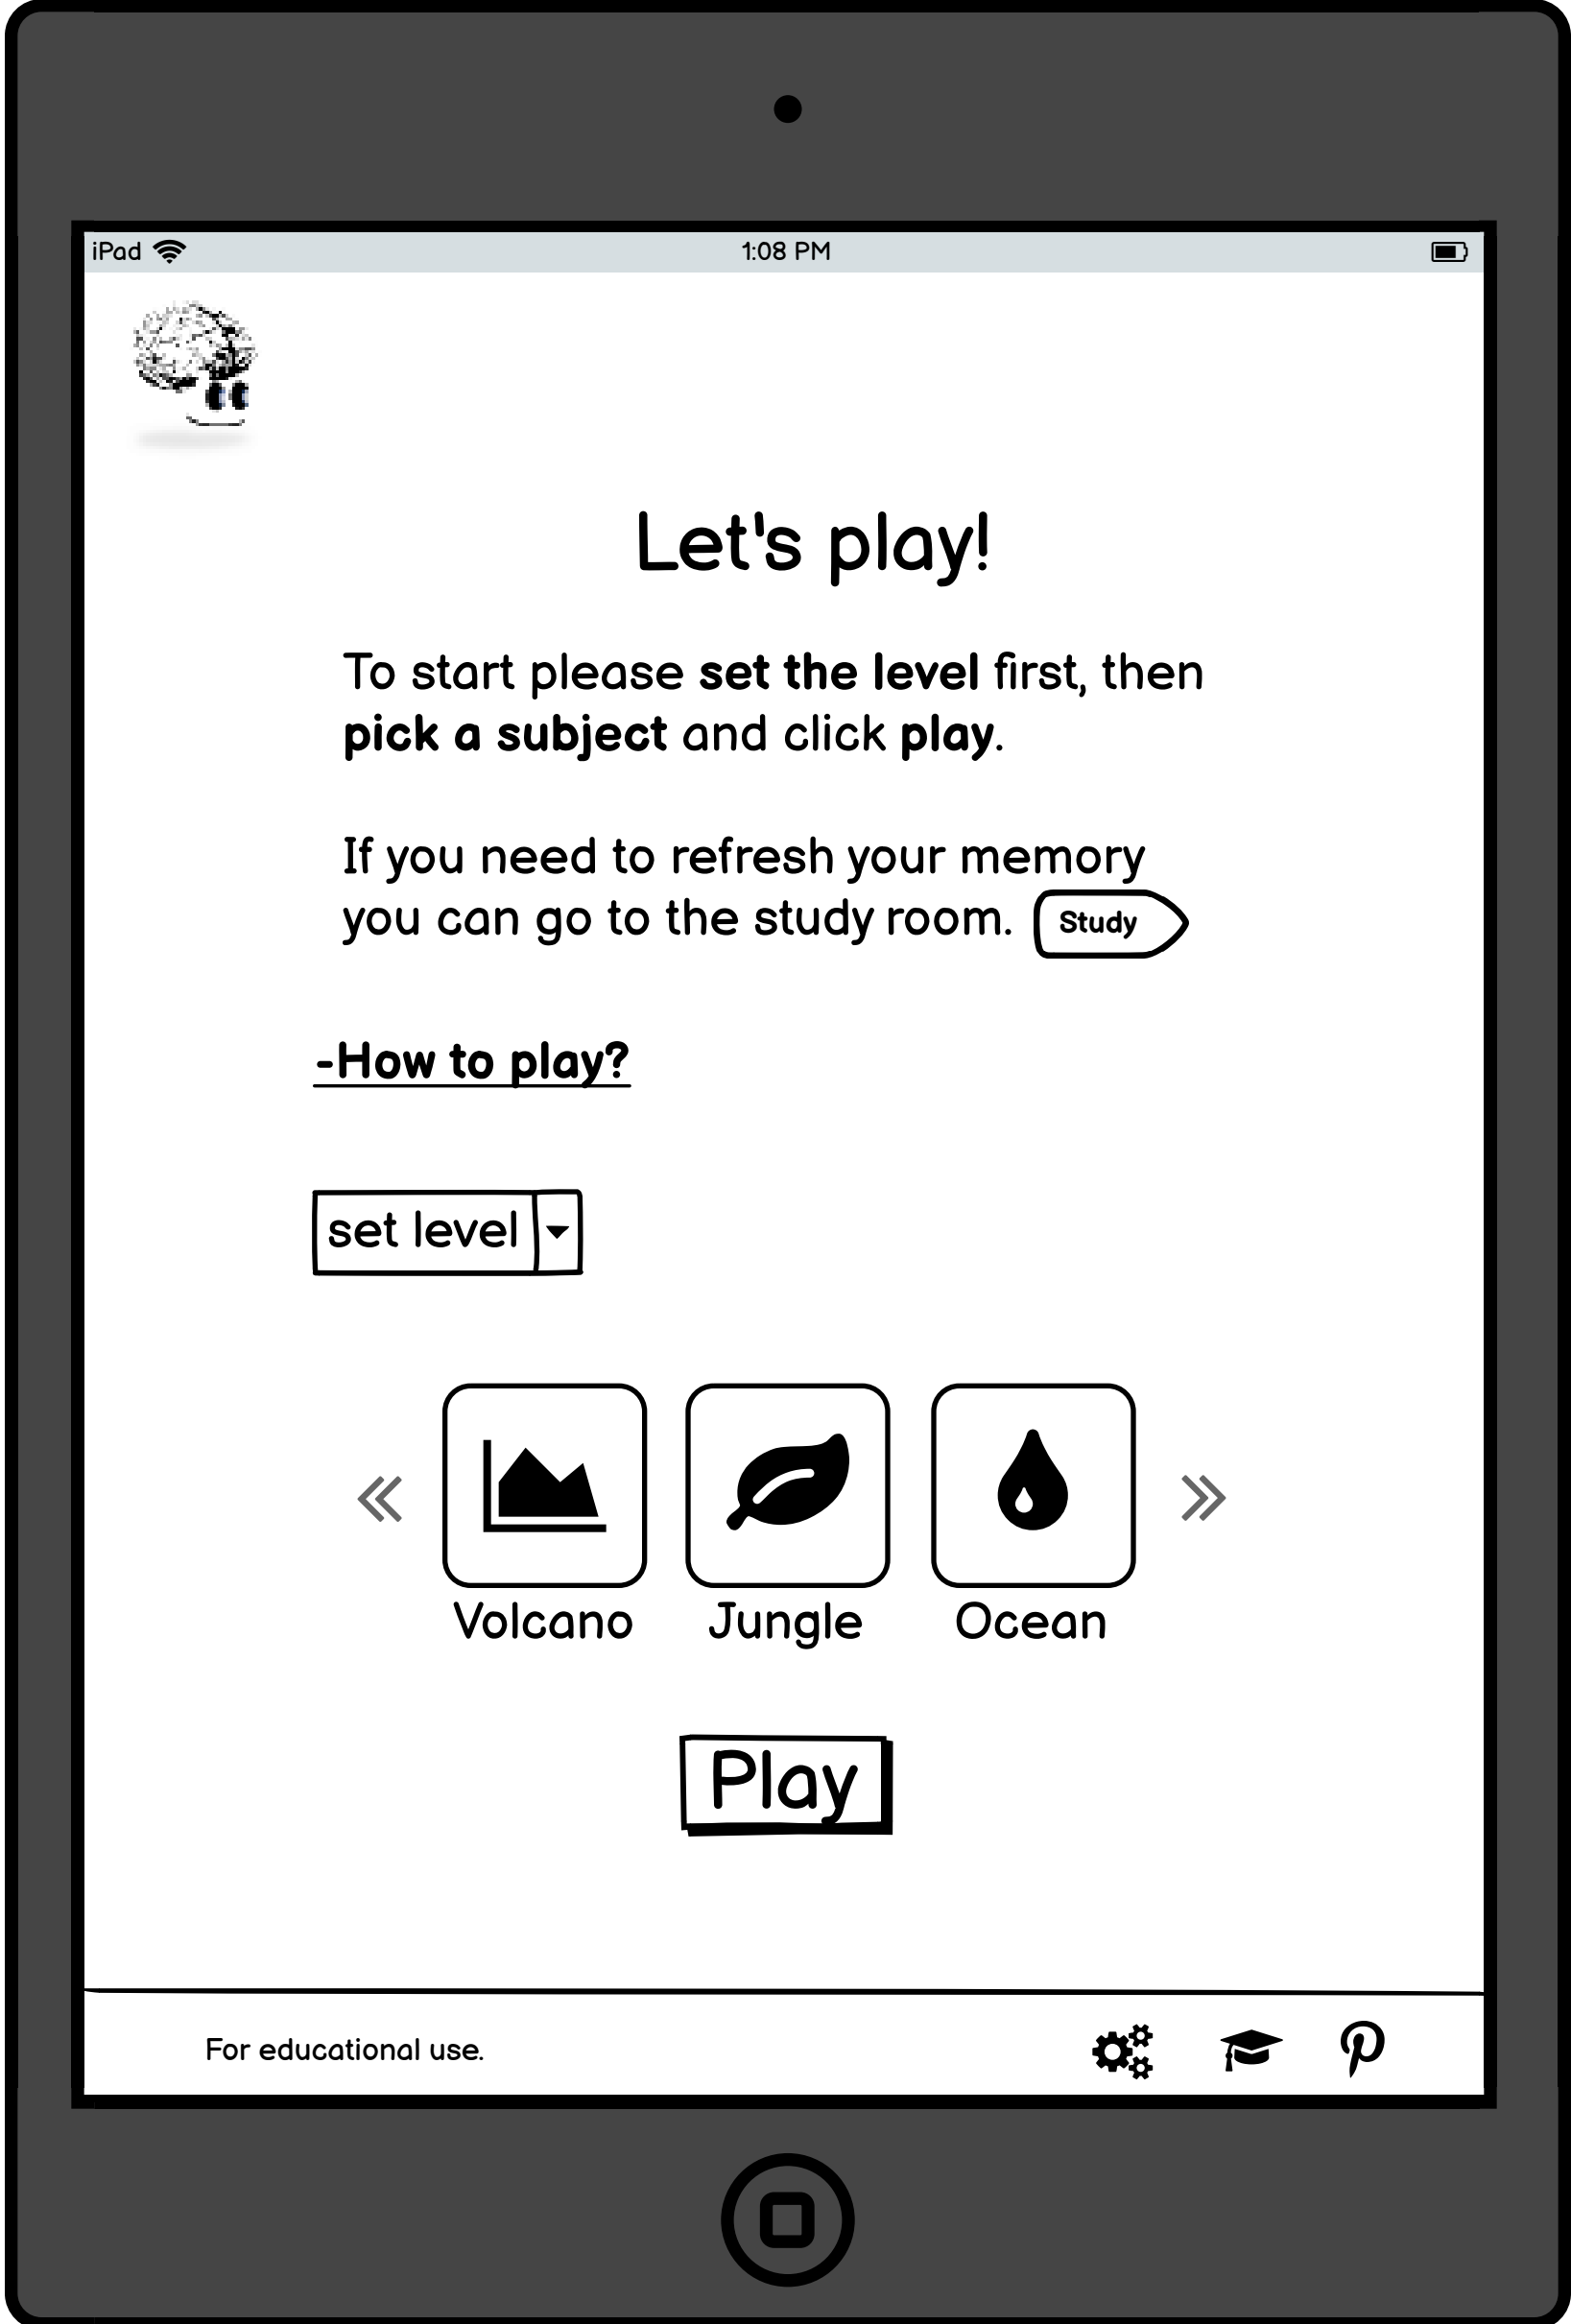 iPad 1:08 PM
Let's play!
To start please set the level first, then
pick a subject and click play.
If you need to refresh your memory
you can go to the study room. Study
-How to play?
set level
Volcano Jungle Ocean
Play
For educational use.